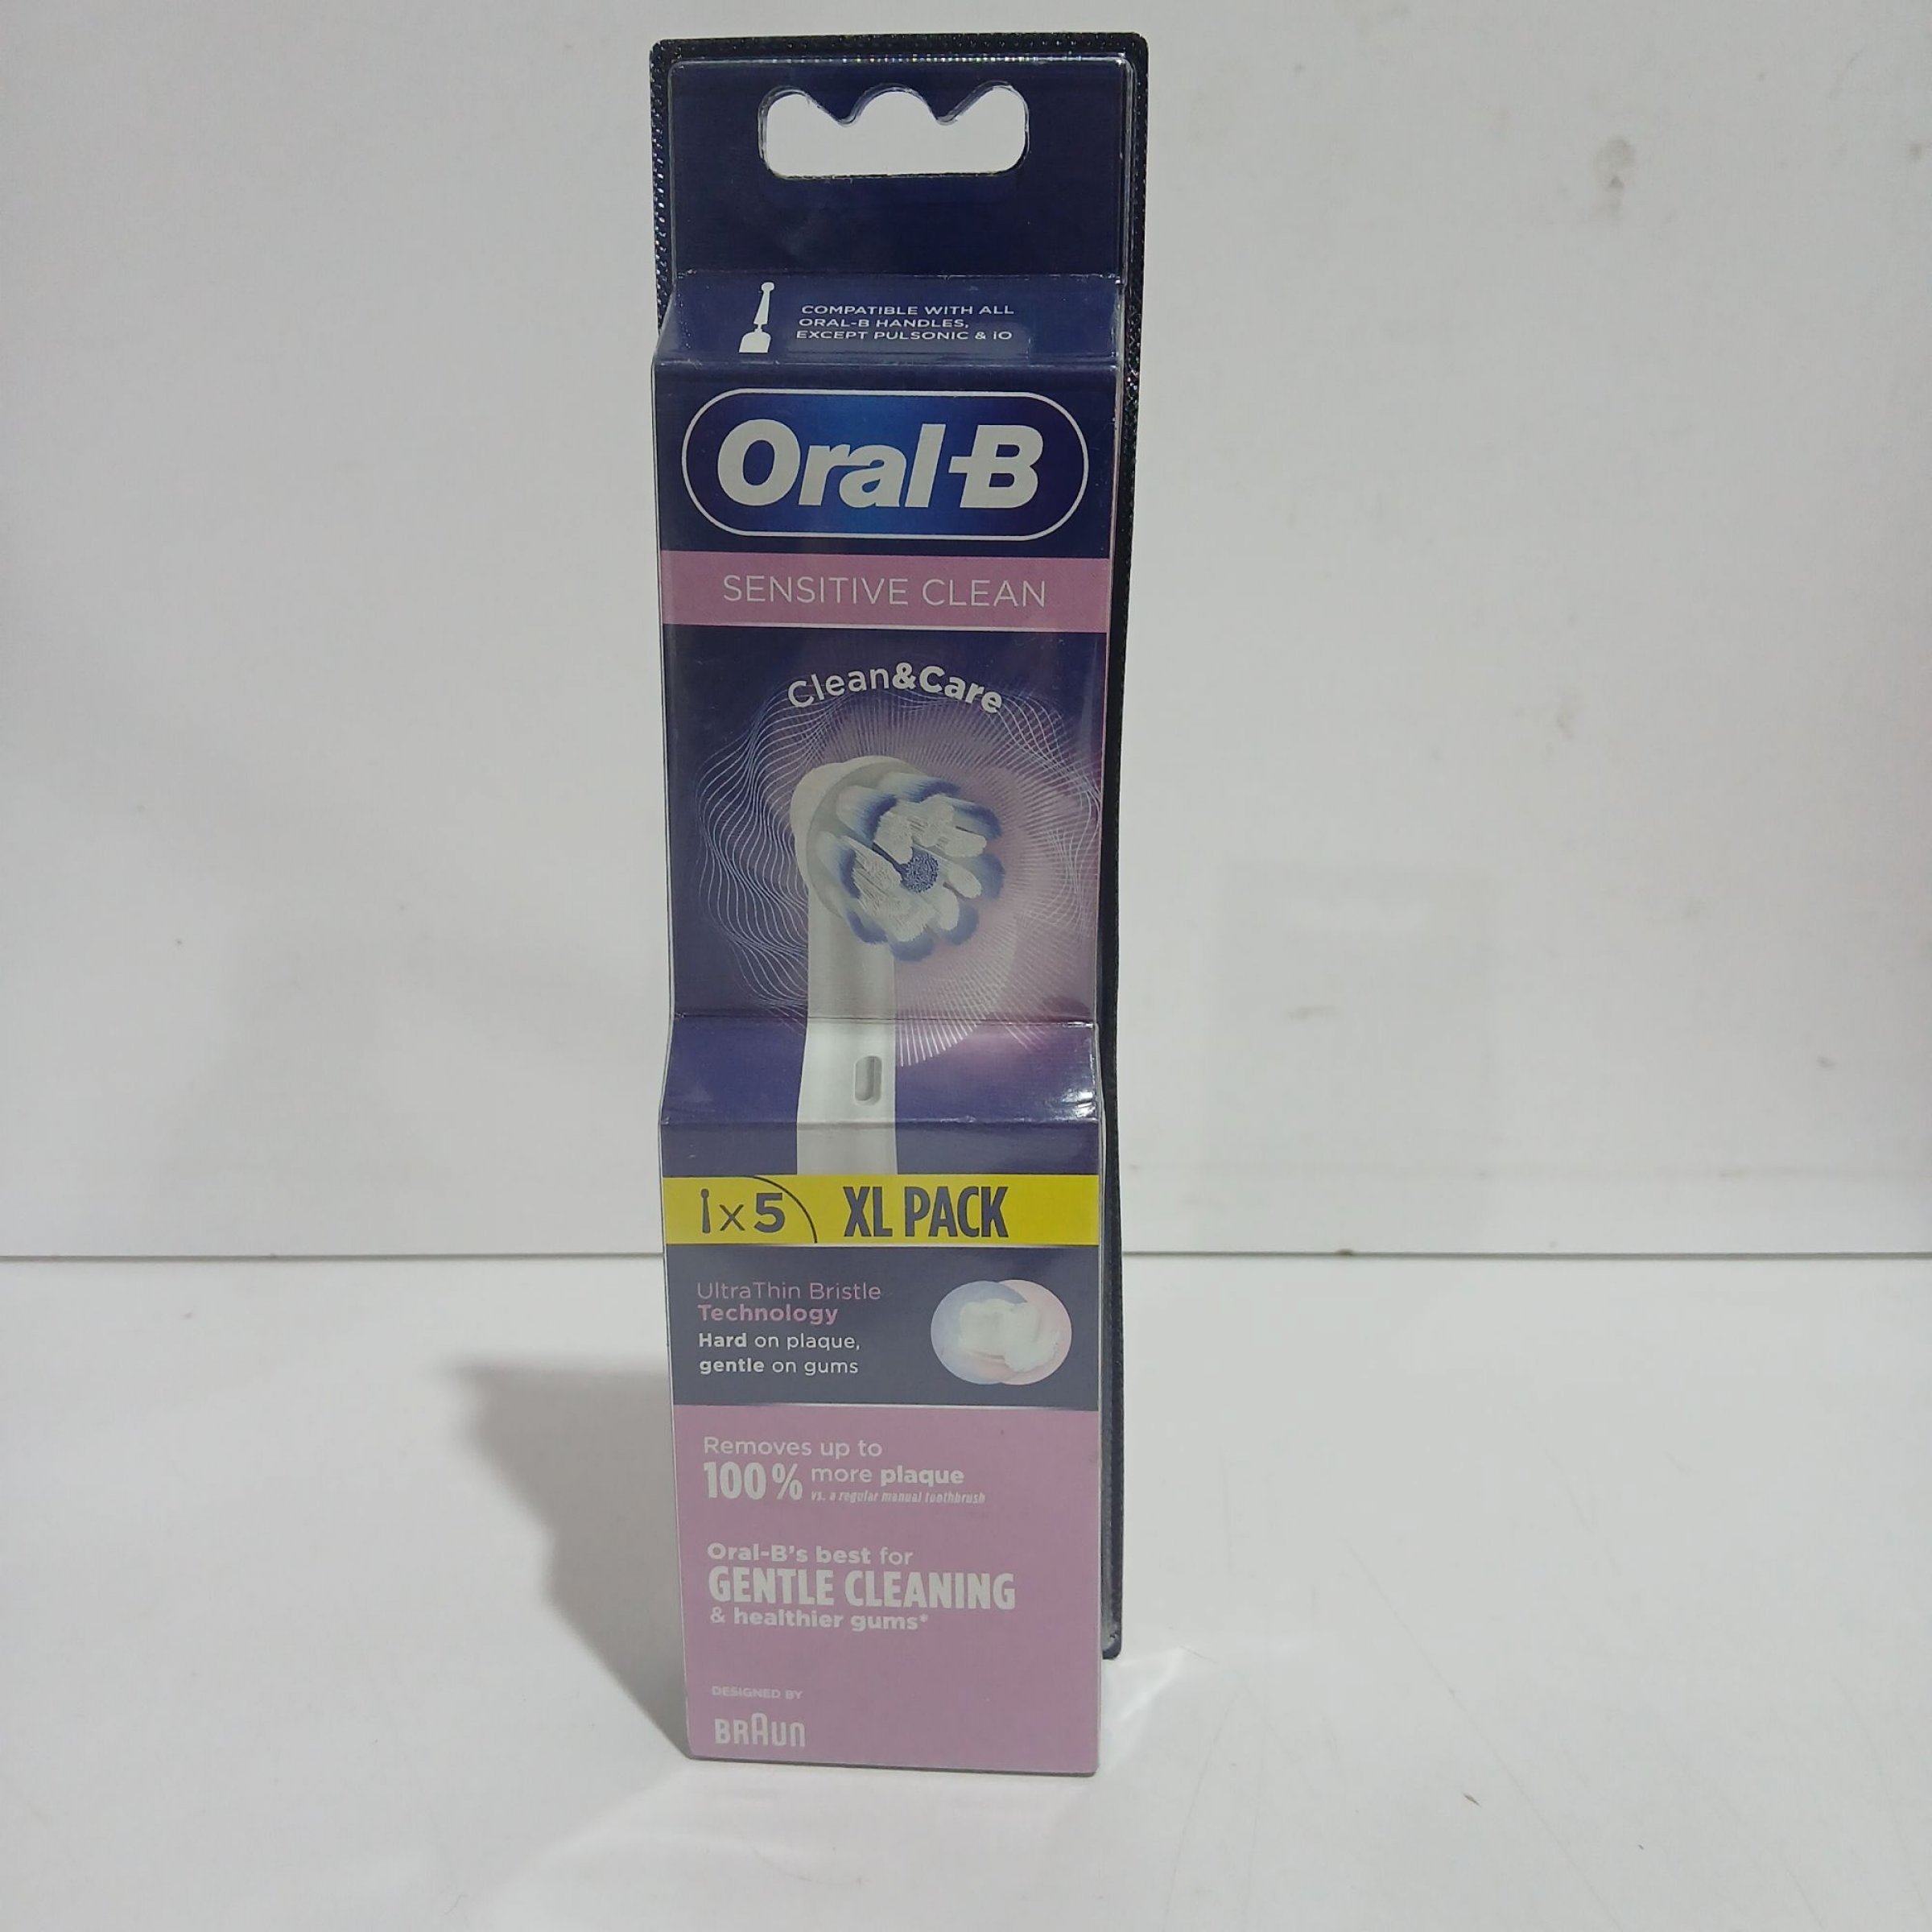 COMPATIBLE WITH ALL
ORAL-B HANDLES,
EXCEPT PULSONIC & iO
Oral-B
SENSITIVE CLEAN
Clean&Care
x5 XL PACK
UltraThin Bristle
Technology
Hard on plaque,
gentle on gums
Removes up to
100% more plaque
vs. a regular manual toothbrush
Oral-B's best for
GENTLE CLEANING
& healthier gums*
DESIGNED BY
BRAUN